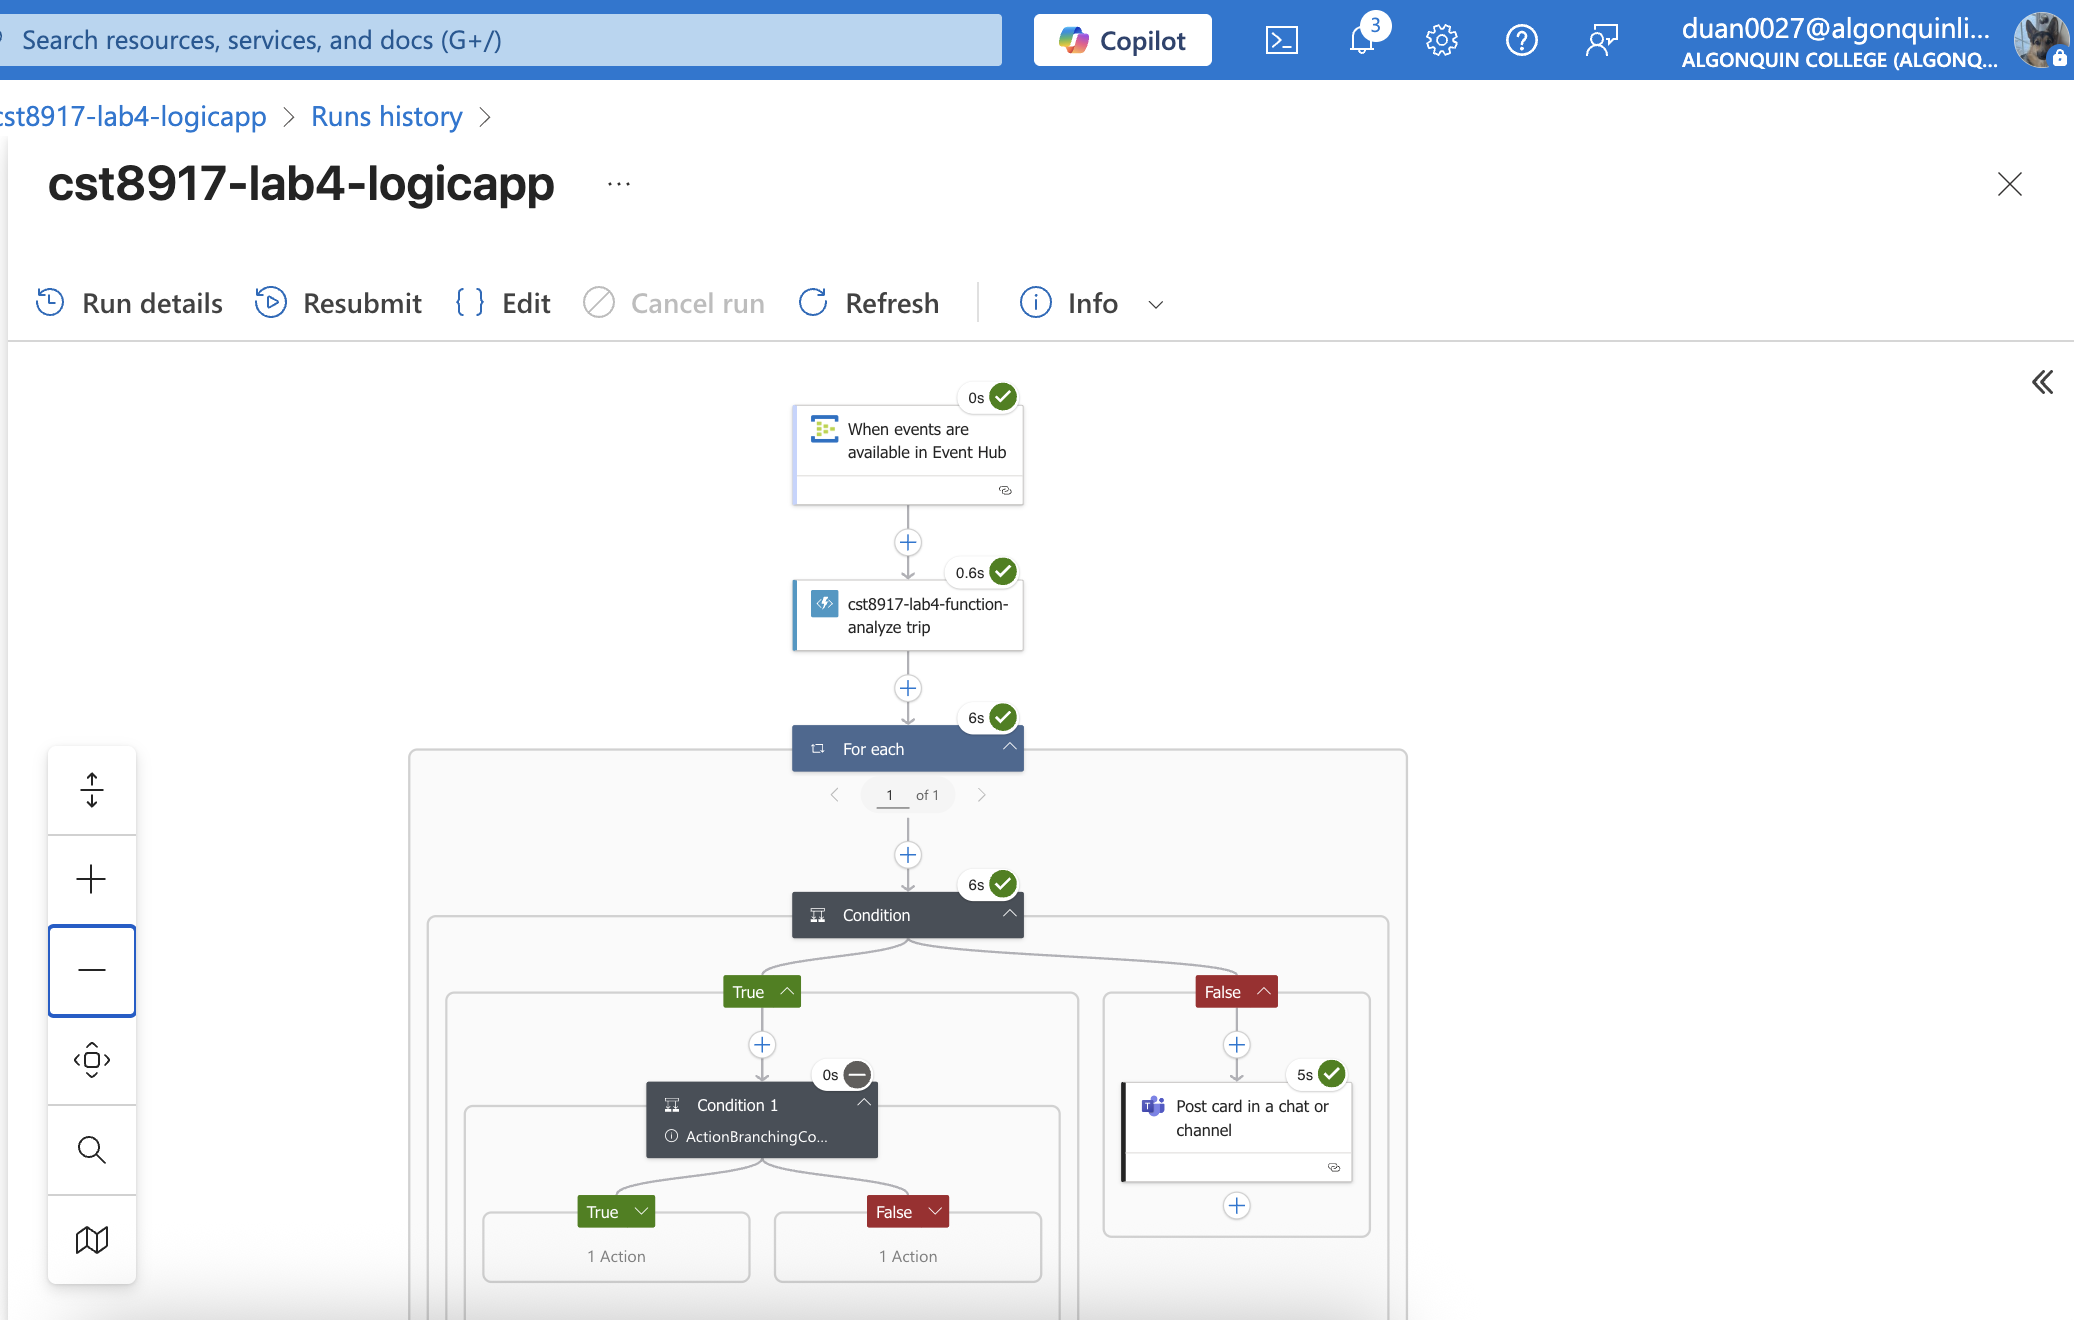 Search resources, services, and docs (G+/)
Copilot
3
duan0027@algonquinli...
ALGONQUIN COLLEGE (ALGONQ...
cst8917-lab4-logicapp
Runs history
cst8917-lab4-logicapp
...
Run details
Resubmit
Edit
Cancel run
Refresh
Info
0s
When events are
available in Event Hub
0.6s
cst8917-lab4-function-
analyze trip
6s
For each
1 of 1
6s
Condition
True
False
0s
Condition 1
ActionBranchingCo...
5s
Post card in a chat or
channel
True
False
1 Action
1 Action